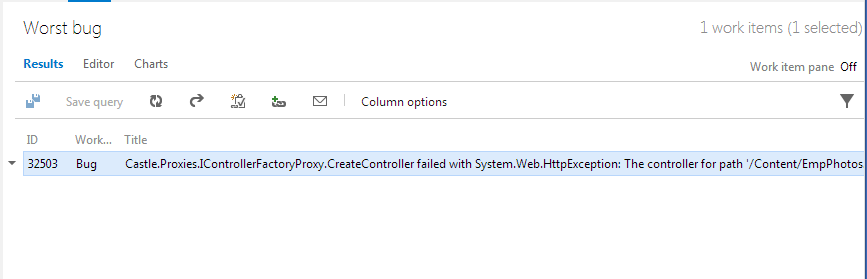 Worst bug
1 work items (1 selected)
Results Editor Charts
Work item pane Off
Save query Column options
ID Work... Title
32503 Bug Castle.Proxies.IControllerFactoryProxy.CreateController failed with System.Web.HttpException: The controller for path '/Content/EmpPhotos